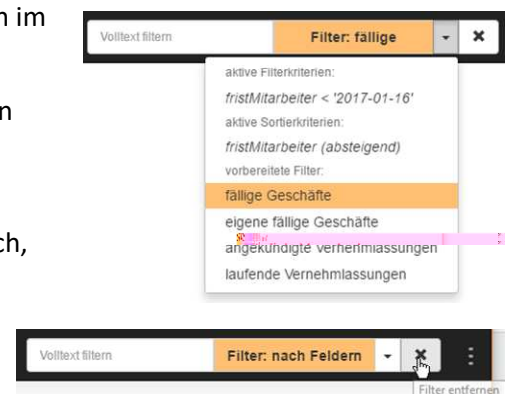 n im
Volltext filtern Filter: fällige
aktive Filterkriterien:
fristMitarbeiter < '2017-01-16'
n
aktive Sortierkriterien:
fristMitarbeiter (absteigend)
vorbereitete Filter:
fällige Geschäfte
eigene fällige Geschäfte
ch,
angekündigte Vernehmlassungen
laufende Vernehmlassungen
Volltext filtern Filter: nach Feldern
Filter entfernen